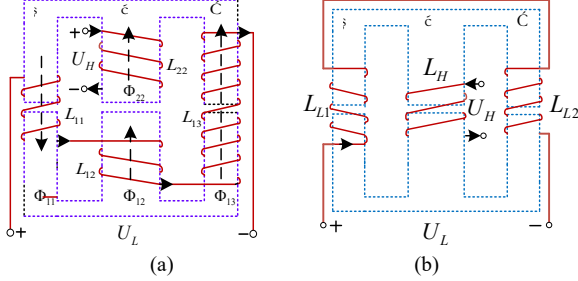 ş ć Ć
+ U_H − L_22 Φ_22
L_11 L_13
L_12
Φ_11 Φ_12 Φ_13
+ U_L −
(a)
ş ć Ć
L_L1 L_H U_H L_L2
+ U_L −
(b)